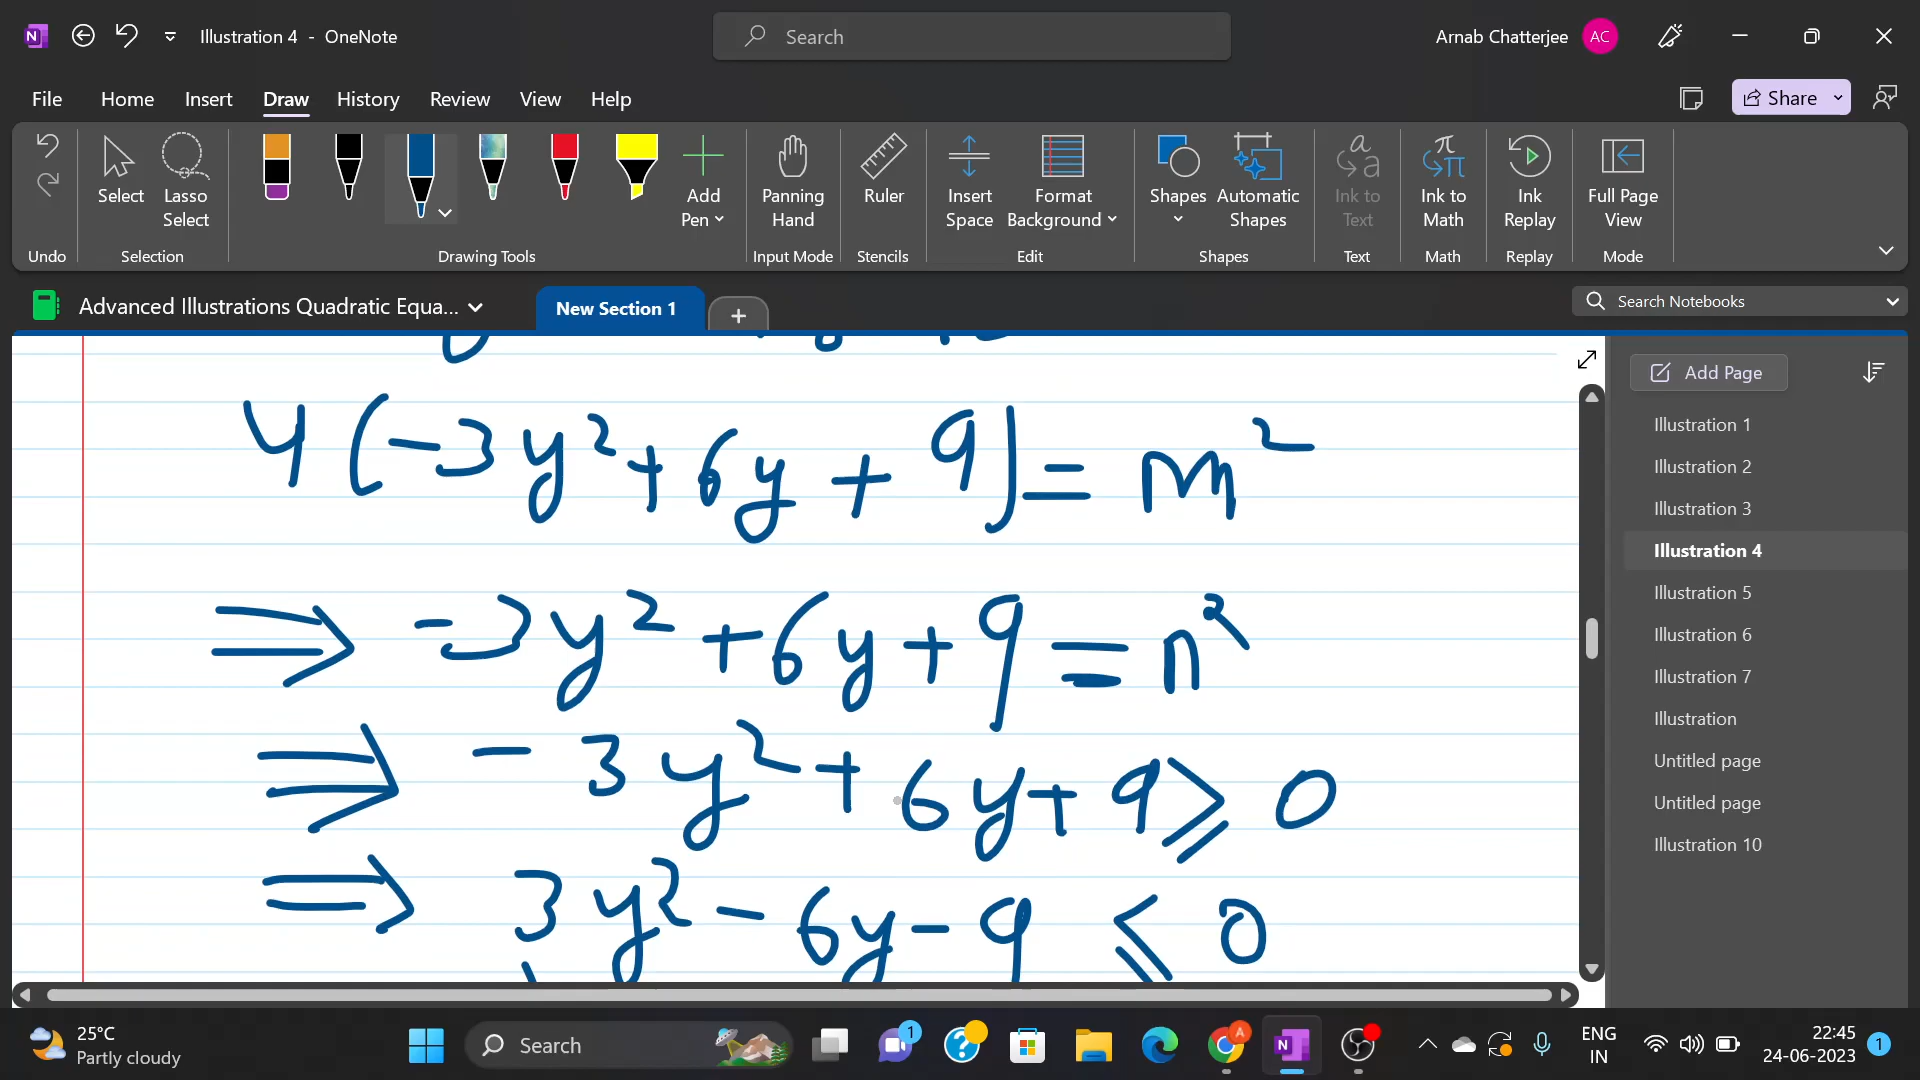 Illustration 4 - OneNote
Search
Arnab Chatterjee
AC
File Home Insert Draw History Review View Help
Share
Select
Lasso Select
Add Pen
Panning Hand
Ruler
Insert Space
Format Background
Shapes
Automatic Shapes
Ink to Text
Ink to Math
Ink Replay
Full Page View
Undo Selection Drawing Tools Input Mode Stencils Edit Shapes Text Math Replay Mode
Advanced Illustrations Quadratic Equa...
New Section 1
Search Notebooks
Add Page
Illustration 1
Illustration 2
Illustration 3
Illustration 4
Illustration 5
Illustration 6
Illustration 7
Illustration
Untitled page
Untitled page
Illustration 10
4(-3y²+6y+9)=m²
⇒ -3y²+6y+9=n²
⇒ -3y²+6y+9≥0
⇒ 3y²-6y-9≤0
25°C
Partly cloudy
Search
1
A
ENG
IN
22:45
24-06-2023
1